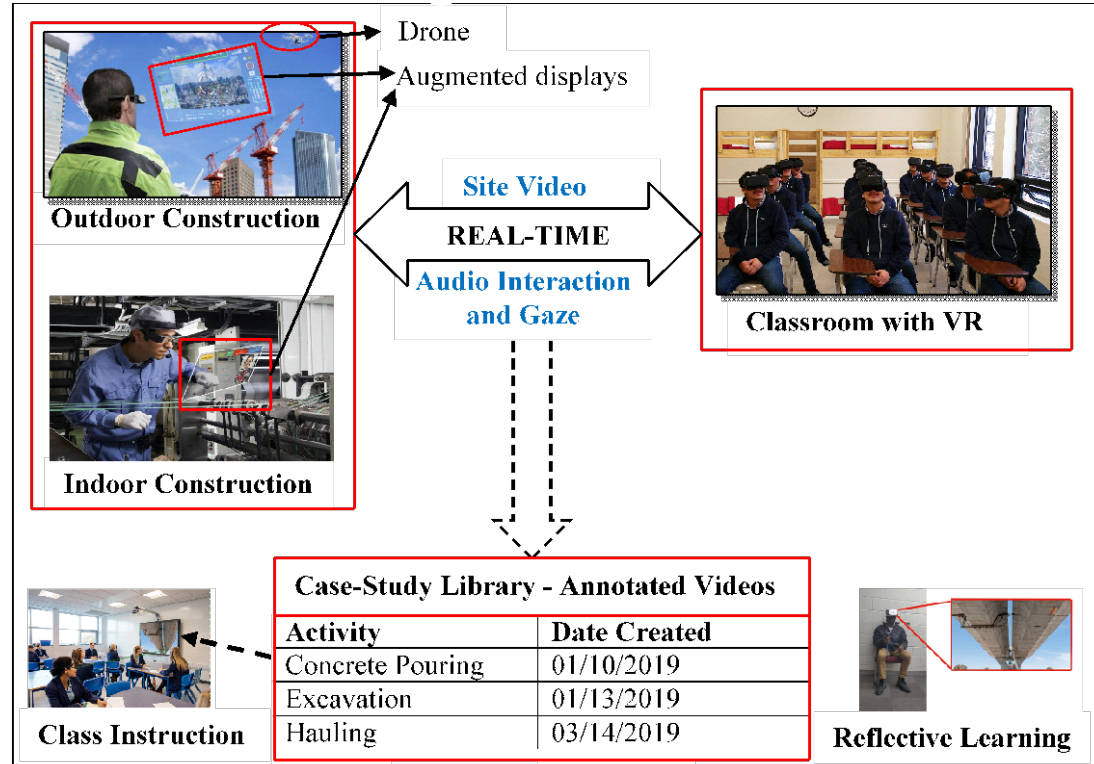 Drone
Augmented displays
Outdoor Construction
Site Video
REAL-TIME
Audio Interaction
and Gaze
Classroom with VR
Indoor Construction
Case-Study Library - Annotated Videos
Activity Date Created
Concrete Pouring 01/10/2019
Excavation 01/13/2019
Hauling 03/14/2019
Class Instruction
Reflective Learning